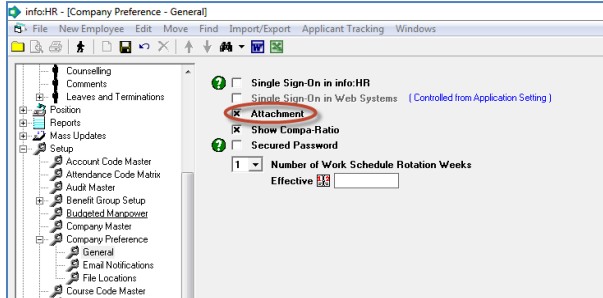 info:HR - [Company Preference - General]
File New Employee Edit Move Find Import/Export Applicant Tracking Windows
Counselling
Comments
Leaves and Terminations
Position
Reports
Mass Updates
Setup
Account Code Master
Attendance Code Matrix
Audit Master
Benefit Group Setup
Budgeted Manpower
Company Master
Company Preference
General
Email Notifications
File Locations
Course Code Master
Single Sign-On in info:HR
Single Sign-On in Web Systems ( Controlled from Application Setting )
Attachment
Show Compa-Ratio
Secured Password
1 Number of Work Schedule Rotation Weeks
Effective